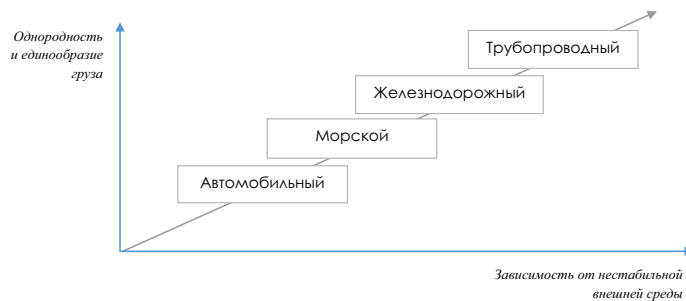 Однородность
и единообразие
груза
Трубопроводный
Железнодорожный
Морской
Автомобильный
Зависимость от нестабильной
внешней среды